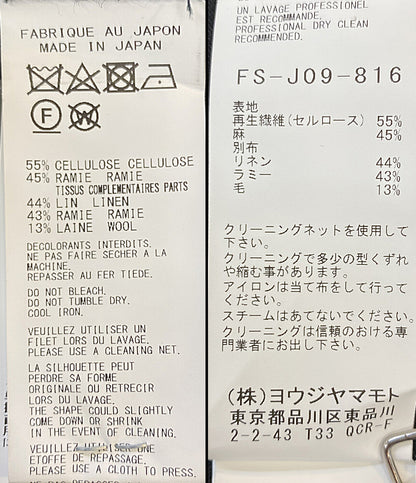 FABRIQUE AU JAPON
MADE IN JAPAN
F
W
55% CELLULOSE CELLULOSE
45% RAMIE RAMIE
TISSUS COMPLEMENTAIRES PARTS
44% LIN LINEN
43% RAMIE RAMIE
13% LAINE WOOL
DECOLORANTS INTERDITS.
NE PAS FAIRE SECHER A LA
MACHINE.
REPASSER AU FER TIEDE.
DO NOT BLEACH.
DO NOT TUMBLE DRY.
COOL IRON.
VEUILLEZ UTILISER UN
FILET LORS DU LAVAGE.
PLEASE USE A CLEANING NET.
LA SILHOUETTE PEUT
PERDRE SA FORME
ORIGINALE OU RETRECIR
LORS DU LAVAGE.
THE SHAPE COULD SLIGHTLY
COME DOWN OR SHRINK
IN THE EVENT OF CLEANING.
VEUILLEZ UTILISER UNE
ETOFFE DE REPASSAGE.
PLEASE USE A CLOTH TO PRESS.
UN LAVAGE PROFESSIONEL
EST RECOMMANDE.
PROFESSIONAL DRY CLEAN
RECOMMENDED.
FS-J09-816
表地
再生繊維(セルロース) 55%
麻 45%
別布
リネン 44%
ラミー 43%
毛 13%
クリーニングネットを使用して
下さい。
クリーニングで多少の型くずれ
や縮む事があります。
アイロンは当て布をして行って
ください。
スチームはあてないでください。
クリーニングは信頼のおける専
門業者にお出し下さい。
(株)ヨウジヤマモト
東京都品川区東品川
2-2-43 T33 QCR-F